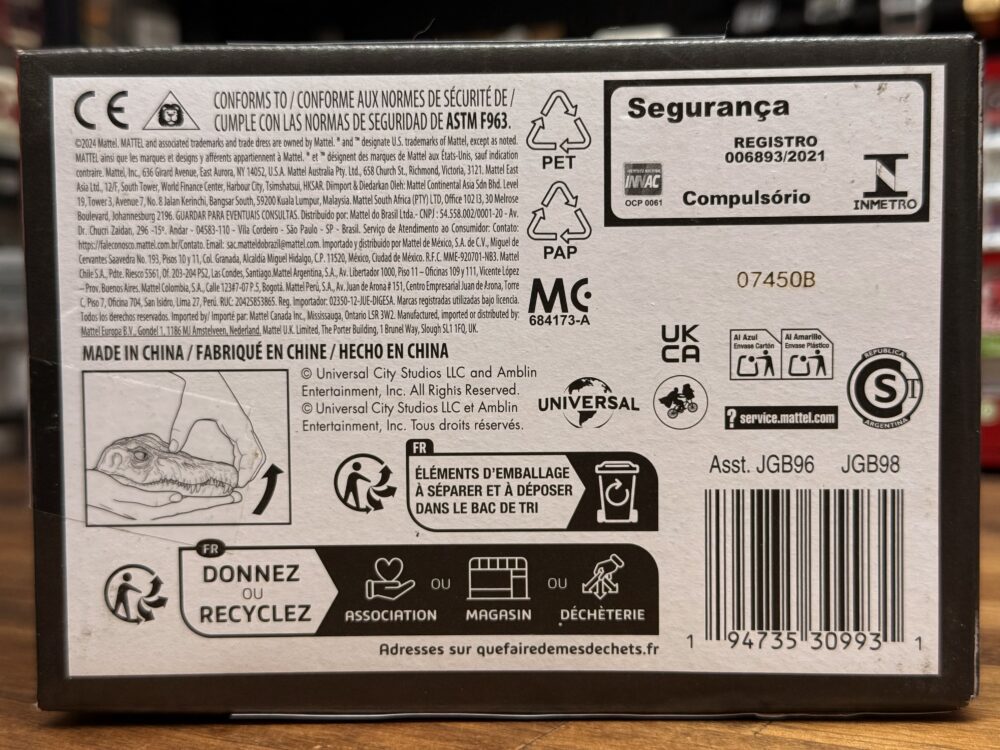 CE
CONFORMS TO / CONFORME AUX NORMES DE SÉCURITÉ DE /
CUMPLE CON LAS NORMAS DE SEGURIDAD DE ASTM F963.
©2024 Mattel. MATTEL and associated trademarks and trade dress are owned by Mattel. ® and ™ designate U.S. trademarks of Mattel, except as noted.
MATTEL ainsi que les marques et designs y afférents appartiennent à Mattel. ® et ™ désignent des marques de Mattel aux États-Unis, sauf indication
contraire. Mattel, Inc., 636 Girard Avenue, East Aurora, NY 14052, U.S.A. Mattel Australia Pty. Ltd., 658 Church St., Richmond, Victoria, 3121. Mattel East
Asia Ltd., 12/F, South Tower, World Finance Center, Harbour City, Tsimshatsui, HKSAR. Diimport & Diedarkan Oleh: Mattel Continental Asia Sdn Bhd. Level
19, Tower 3, Avenue 7, No. 8 Jalan Kerinchi, Bangsar South, 59200 Kuala Lumpur, Malaysia. Mattel South Africa (PTY) LTD, Office 102 I3, 30 Melrose
Boulevard, Johannesburg 2196. GUARDAR PARA EVENTUAIS CONSULTAS. Distribuido por: Mattel do Brasil Ltda.- CNPJ : 54.558.002/0001-20 - Av.
Dr. Chucri Zaidan, 296 -15º. Andar - 04583-110 - Vila Cordeiro - São Paulo - SP - Brasil. Serviço de Atendimento ao Consumidor: Contato:
https://faleconosco.mattel.com.br/Contato. Email: sac.matteldobrazil@mattel.com. Importado y distribuido por Mattel de México, S.A. de C.V., Miguel de
Cervantes Saavedra No. 193, Pisos 10 y 11, Col. Granada, Alcaldía Miguel Hidalgo, C.P. 11520, México, Ciudad de México. R.F.C. MME-920701-NB3. Mattel
Chile S.A., Pdte. Riesco 5561, Of. 203-204 PS2, Las Condes, Santiago.Mattel Argentina, S.A., Av. Libertador 1000, Piso 11 – Oficinas 109 y 111, Vicente López
– Prov. Buenos Aires. Mattel Colombia, S.A., Calle 123#7-07 P.5, Bogotá. Mattel Perú, S.A., Av. Juan de Arona # 151, Centro Empresarial Juan de Arona, Torre
C, Piso 7, Oficina 704, San Isidro, Lima 27, Perú. RUC: 20425853865. Reg. Importador: 02350-12-JUE-DIGESA. Marcas registradas utilizadas bajo licencia.
Todos los derechos reservados. Imported by/ Importé par : Mattel Canada Inc., Mississauga, Ontario L5R 3W2. Manufactured, imported or distributed by:
Mattel Europa B.V., Gondel 1, 1186 MJ Amstelveen, Nederland. Mattel U.K. Limited, The Porter Building, 1 Brunel Way, Slough SL1 1FQ, UK.
MADE IN CHINA / FABRIQUÉ EN CHINE / HECHO EN CHINA
PET
PAP
MC
684173-A
Segurança
REGISTRO
006893/2021
INNAC
OCP 0061
Compulsório
INMETRO
07450B
© Universal City Studios LLC and Amblin
Entertainment, Inc. All Rights Reserved.
© Universal City Studios LLC et Amblin
Entertainment, Inc. Tous droits réservés.
UNIVERSAL
UK
CA
Al Azul
Envase Cartón
Al Amarillo
Envase Plástico
? service.mattel.com
REPUBLICA
S
ARGENTINA
FR
ÉLÉMENTS D'EMBALLAGE
À SÉPARER ET À DÉPOSER
DANS LE BAC DE TRI
Asst. JGB96 JGB98
FR
DONNEZ
OU
RECYCLEZ
ASSOCIATION OU MAGASIN OU DÉCHÈTERIE
Adresses sur quefairedemesdechets.fr
1 94735 30993 1